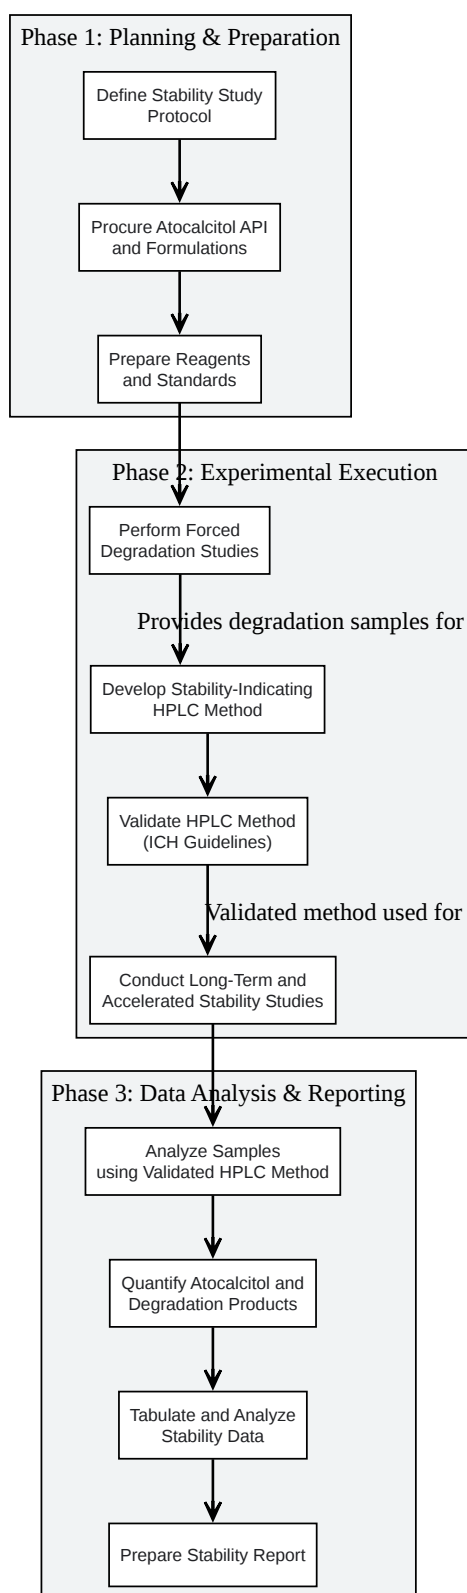 Phase 1: Planning & Preparation
Define Stability Study
Protocol
Procure Atocalcitol API
and Formulations
Prepare Reagents
and Standards
Phase 2: Experimental Execution
Perform Forced
Degradation Studies
Provides degradation samples for
Develop Stability-Indicating
HPLC Method
Validate HPLC Method
(ICH Guidelines)
Validated method used for
Conduct Long-Term and
Accelerated Stability Studies
Phase 3: Data Analysis & Reporting
Analyze Samples
using Validated HPLC Method
Quantify Atocalcitol and
Degradation Products
Tabulate and Analyze
Stability Data
Prepare Stability Report